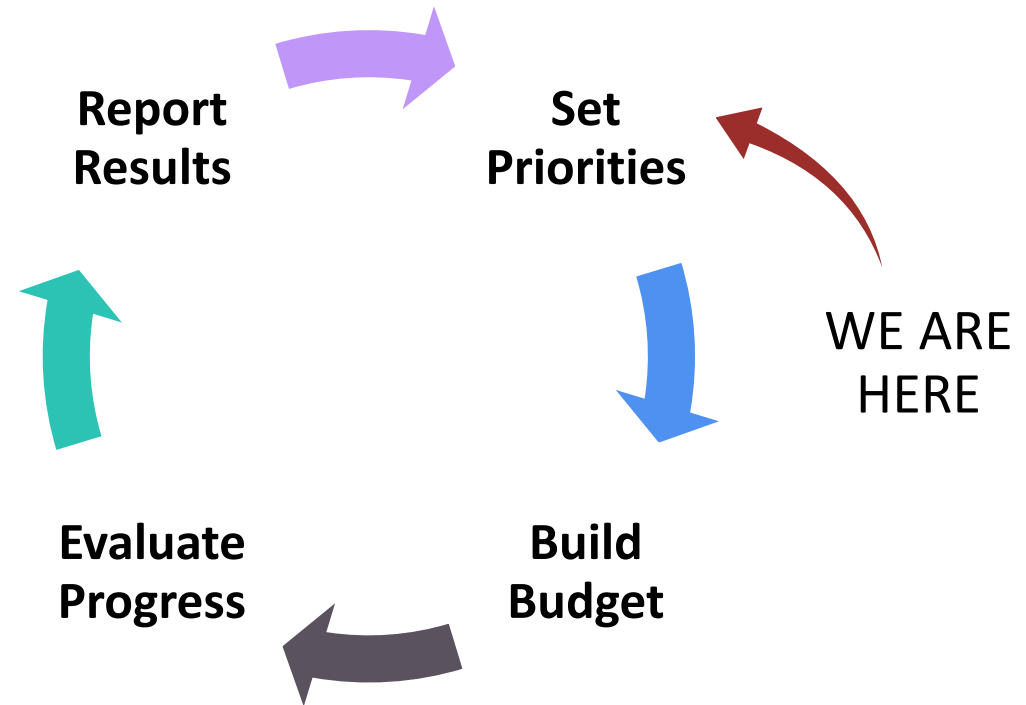 Report
Results
Set
Priorities
WE ARE
HERE
Evaluate
Progress
Build
Budget